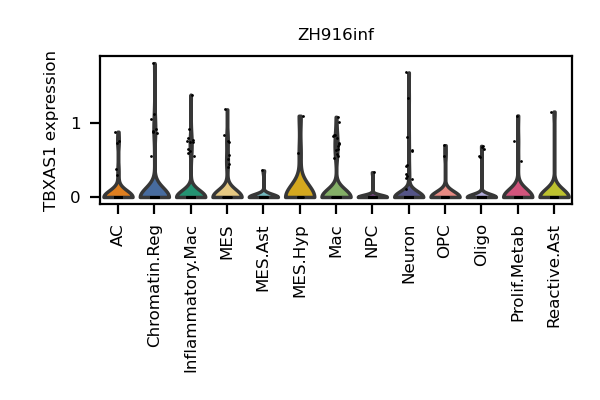 ZH916inf
TBXAS1 expression
1
0
AC
Chromatin.Reg
Inflammatory.Mac
MES
MES.Ast
MES.Hyp
Mac
NPC
Neuron
OPC
Oligo
Prolif.Metab
Reactive.Ast